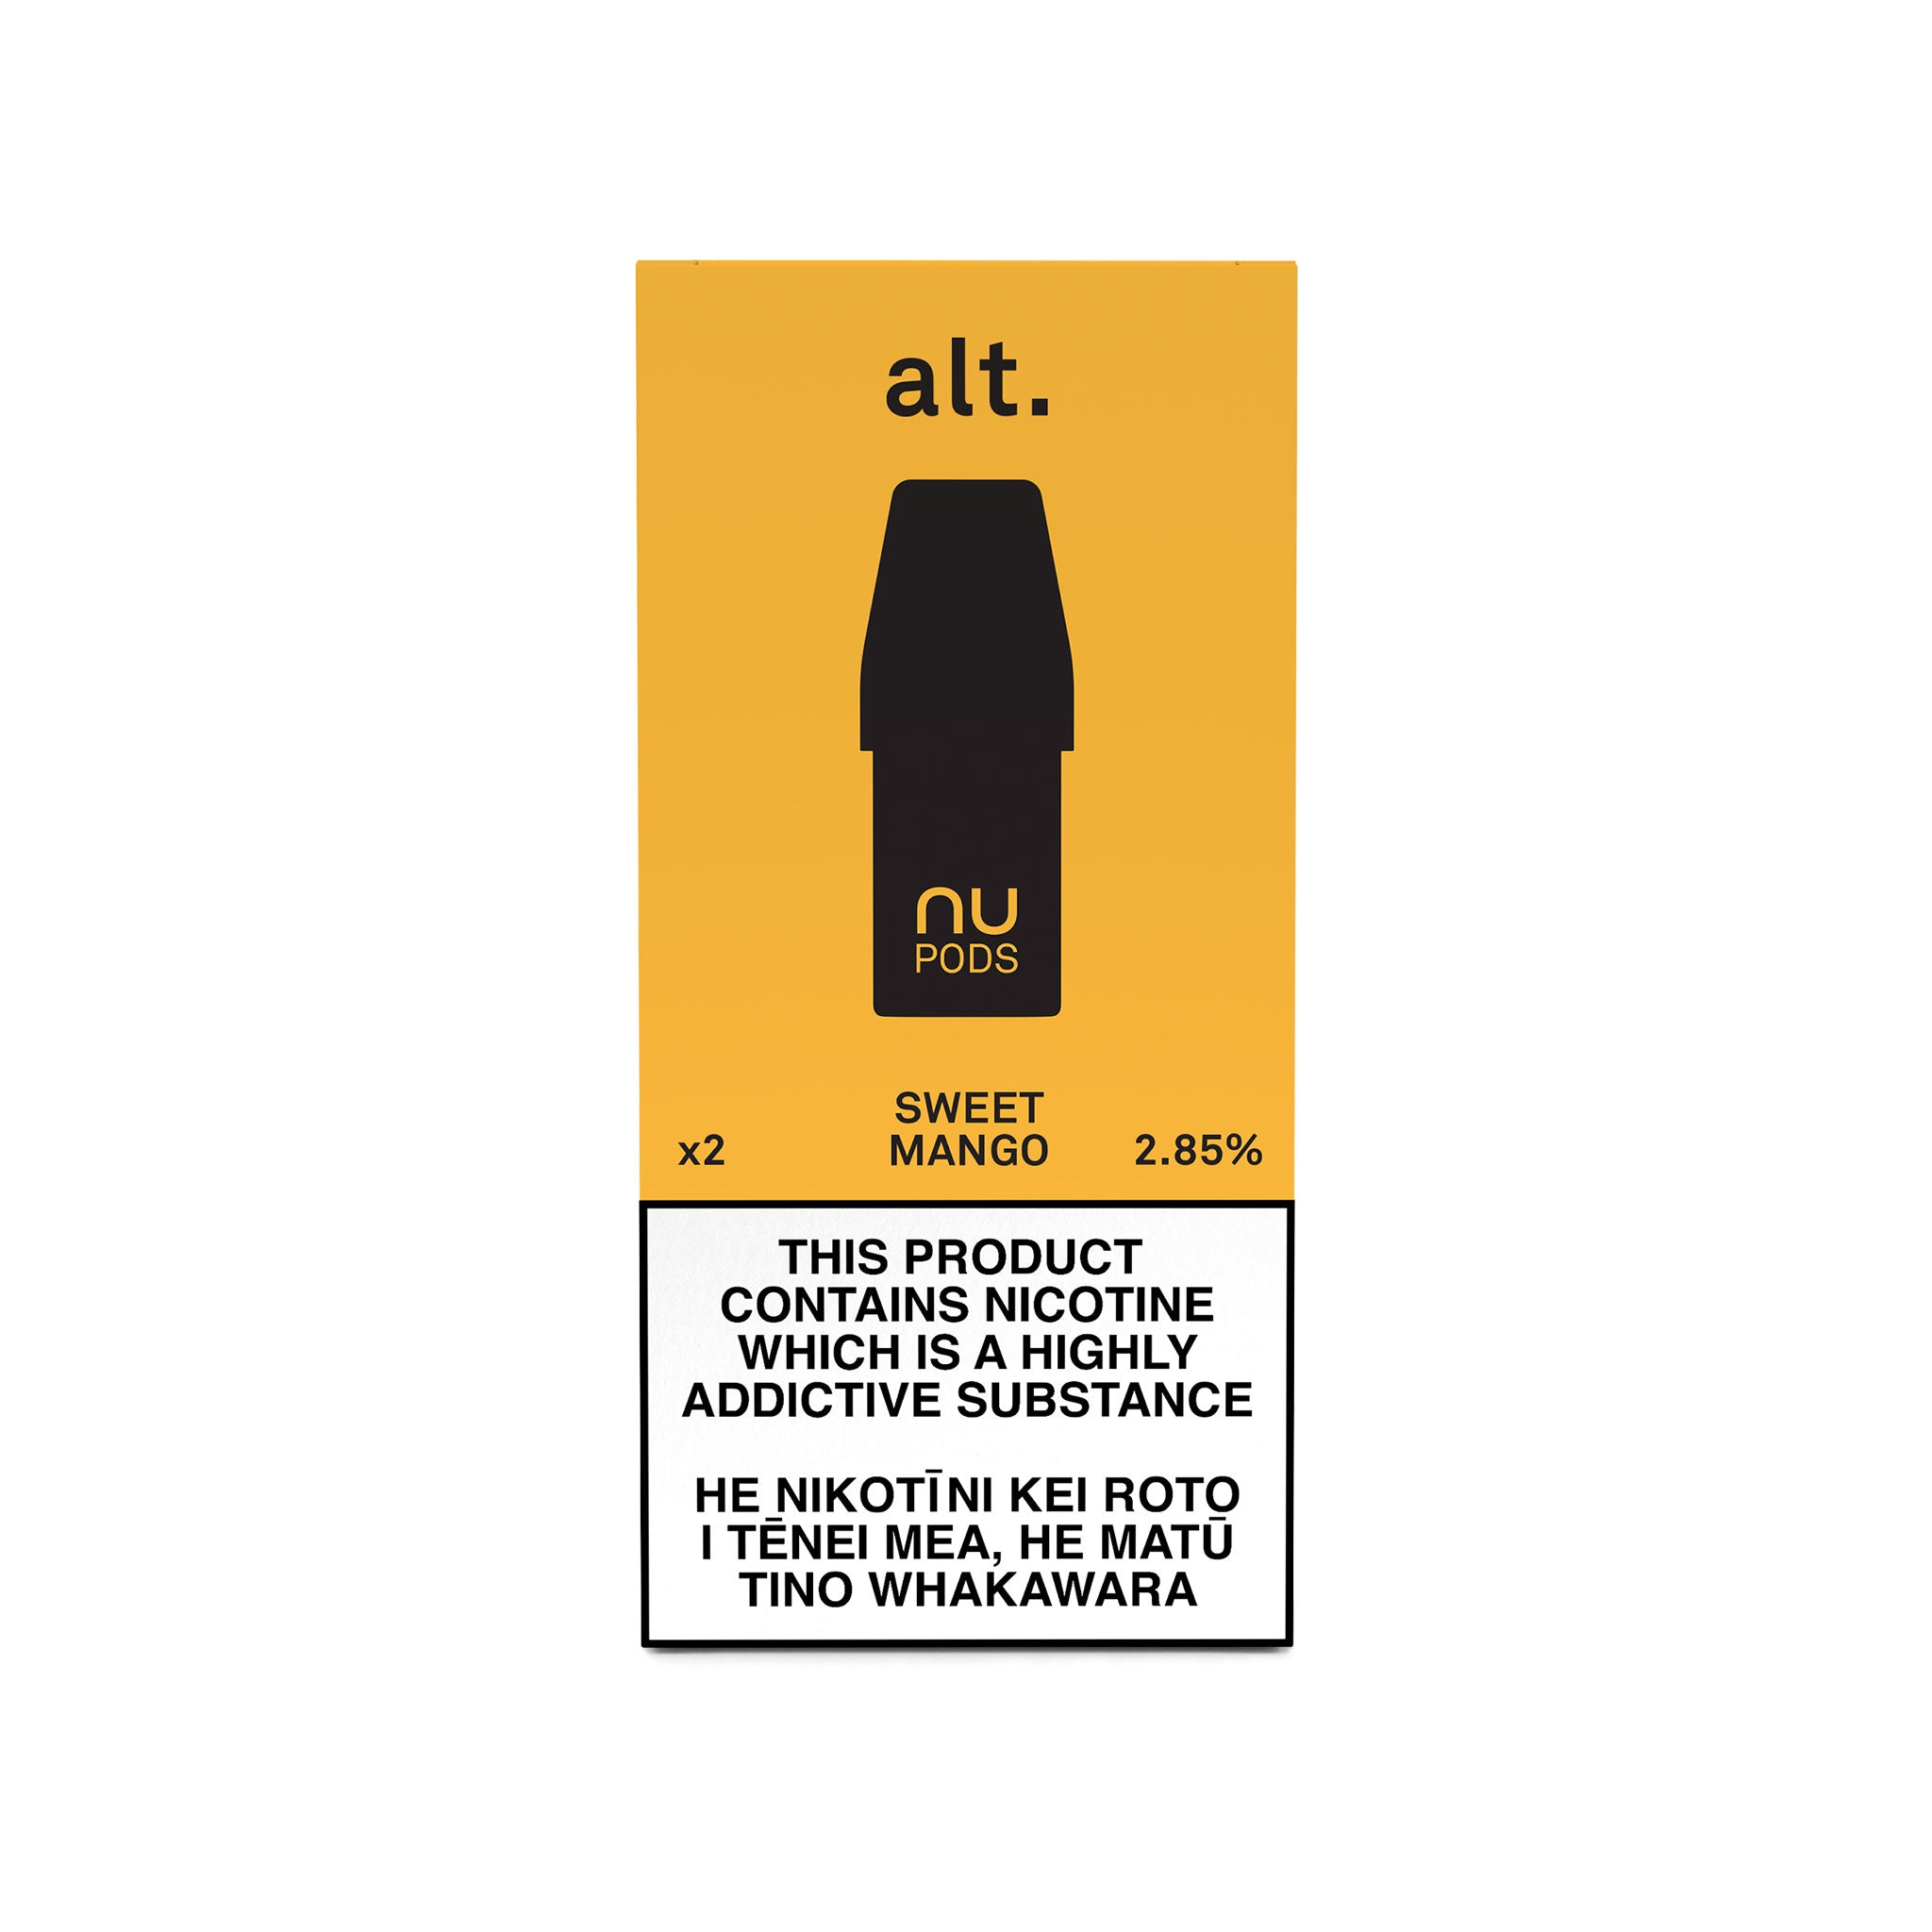 alt.
nu
PODS
SWEET
x2 MANGO 2.85%
THIS PRODUCT
CONTAINS NICOTINE
WHICH IS A HIGHLY
ADDICTIVE SUBSTANCE
HE NIKOTĪNI KEI ROTO
I TĒNEI MEA, HE MATŪ
TINO WHAKAWARA